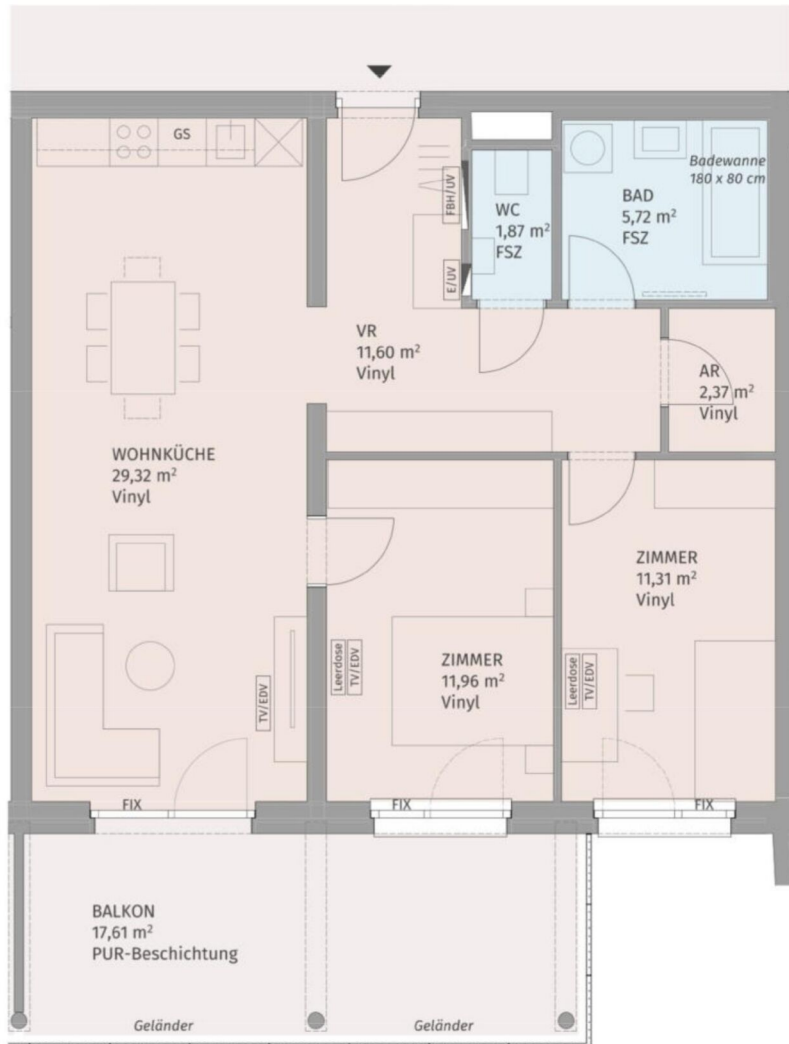 GS
Badewanne
180 x 80 cm
FBH/UV
WC
1,87 m²
FSZ
BAD
5,72 m²
FSZ
E/UV
VR
11,60 m²
Vinyl
AR
2,37 m²
Vinyl
WOHNKÜCHE
29,32 m²
Vinyl
ZIMMER
11,31 m²
Vinyl
Leerdose
TV/EDV
ZIMMER
11,96 m²
Vinyl
Leerdose
TV/EDV
TV/EDV
FIX
FIX
FIX
BALKON
17,61 m²
PUR-Beschichtung
Geländer
Geländer